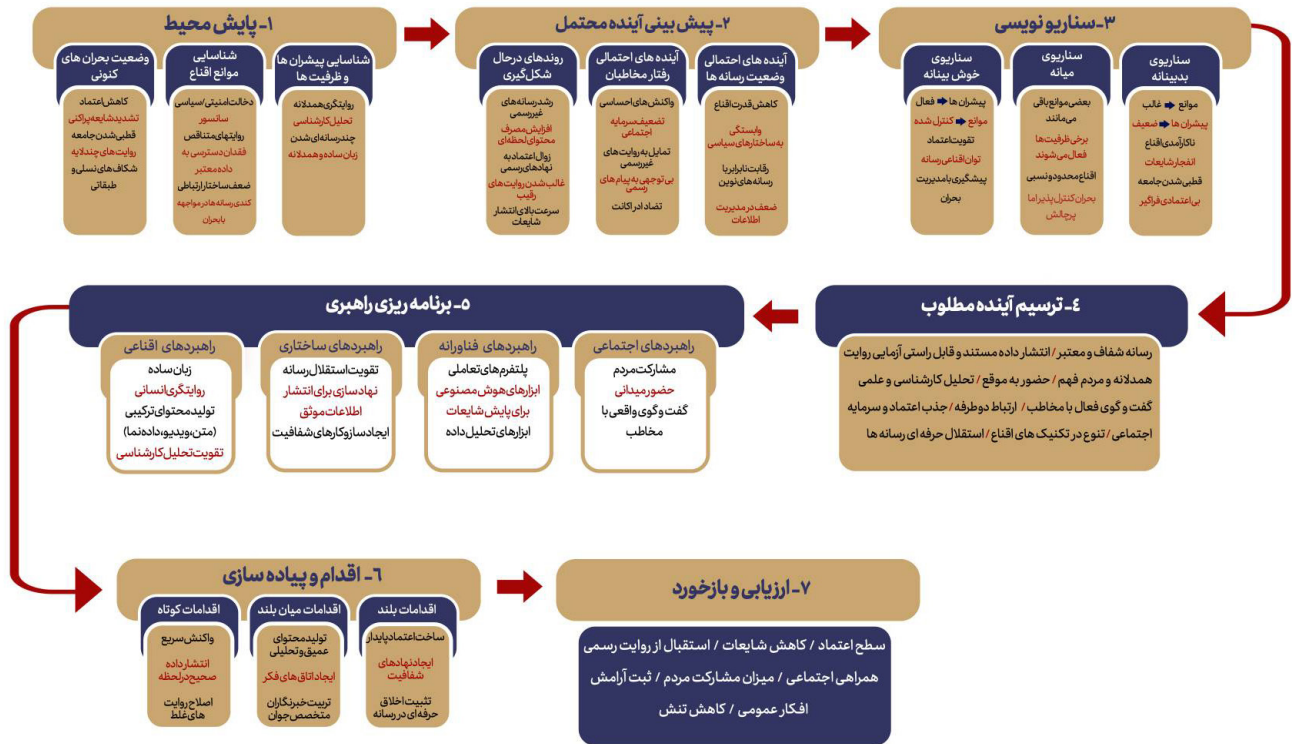 ۱- پایش محیط
وضعیت بحران های
کنونی
کاهش اعتماد
تشدید شایعه پراکنی
قطبی شدن جامعه
روایت های چندلایه
شکاف های نسلی و
طبقاتی
شناسایی
موانع اقناع
دخالت امنیتی/سیاسی
سانسور
روایتهای متناقص
فقدان دسترسی به
داده معتبر
ضعف ساختار ارتباطی
کندی رسانه ها در مواجهه
با بحران
شناسایی پیشران ها
و ظرفیت ها
روایتگری همدلانه
تحلیل کارشناسی
چند رسانه ای شدن
زبان ساده و همدلانه
۲- پیش بینی آینده محتمل
روندهای درحال
شکل گیری
رشد رسانه های
غیررسمی
افزایش مصرف
محتوای لحظه ای
زوال اعتماد به
نهادهای رسمی
غالب شدن روایت های
رقیب
سرعت بالای انتشار
شایعات
آینده های احتمالی
رفتار مخاطبان
واکنش های احساسی
تضعیف سرمایه
اجتماعی
تمایل به روایت های
غیررسمی
بی توجهی به پیام های
رسمی
تضاد ادراکانت
آینده های احتمالی
وضعیت رسانه ها
کاهش قدرت اقناع
وابستگی
به ساختارهای سیاسی
رقابت نابرابر با
رسانه های نوین
ضعف در مدیریت
اطلاعات
۳- سناریو نویسی
سناریوی
خوش بینانه
پیشران ها ➡ فعال
موانع ➡ کنترل شده
تقویت اعتماد
توان اقناعی رسانه
پیشگیری با مدیریت
بحران
سناریوی
میانه
بعضی موانع باقی
می مانند
برخی ظرفیت ها
فعال می شوند
اقناع محدود و نسبی
بحران کنترل پذیر اما
پرچالش
سناریوی
بدبینانه
موانع ➡ غالب
پیشران ها ➡ ضعیف
ناکارآمدی اقناع
انفجار شایعات
قطبی شدن جامعه
بی اعتمادی فراگیر
۴- ترسیم آینده مطلوب
رسانه شفاف و معتبر/ انتشار داده مستند و قابل راستی آزمایی روایت
همدلانه و مردم فهم / حضور به موقع / تحلیل کارشناسی و علمی
گفت و گوی فعال با مخاطب / ارتباط دوطرفه / جذب اعتماد و سرمایه
اجتماعی / تنوع در تکنیک های اقناع / استقلال حرفه ای رسانه ها
۵- برنامه ریزی راهبری
راهبردهای اجتماعی
مشارکت مردم
حضور میدانی
گفت و گوی واقعی با
مخاطب
راهبردهای فناورانه
پلتفرم های تعاملی
ابزارهای هوش مصنوعی
برای پایش شایعات
ابزارهای تحلیل داده
راهبردهای ساختاری
تقویت استقلال رسانه
نهادسازی برای انتشار
اطلاعات موثق
ایجاد سازوکارهای شفافیت
راهبردهای اقناعی
زبان ساده
روایتگری انسانی
تولید محتوای ترکیبی
(متن، ویدیو، داده نما)
تقویت تحلیل کارشناسی
۶- اقدام و پیاده سازی
اقدامات کوتاه
واکنش سریع
انتشار داده
صحیح در لحظه
اصلاح روایت
های غلط
اقدامات میان بلند
تولید محتوای
عمیق و تحلیلی
ایجاد اتاق های فکر
تربیت خبرنگاران
متخصص جوان
اقدامات بلند
ساخت اعتماد پایدار
ایجاد نهادهای
شفافیت
تثبیت اخلاق
حرفه ای در رسانه
۷- ارزیابی و بازخورد
سطح اعتماد / کاهش شایعات / استقبال از روایت رسمی
همراهی اجتماعی / میزان مشارکت مردم / ثبت آرامش
افکار عمومی / کاهش تنش